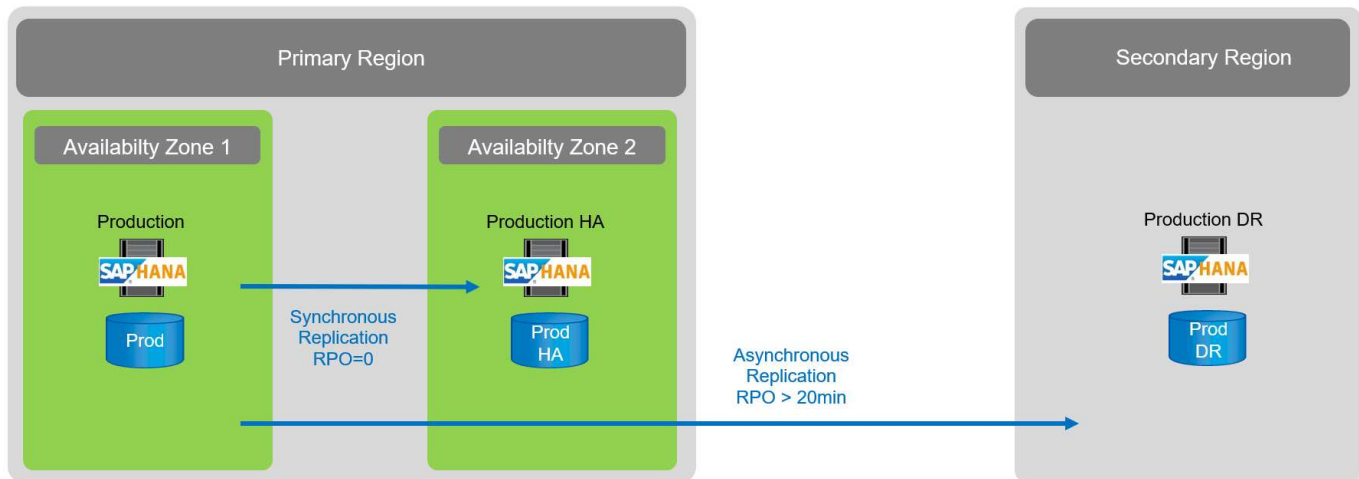 Primary Region
Secondary Region
Availabilty Zone 1
Availabilty Zone 2
Production
SAP HANA
Prod
Synchronous
Replication
RPO=0
Production HA
SAP HANA
Prod
HA
Asynchronous
Replication
RPO > 20min
Production DR
SAP HANA
Prod
DR